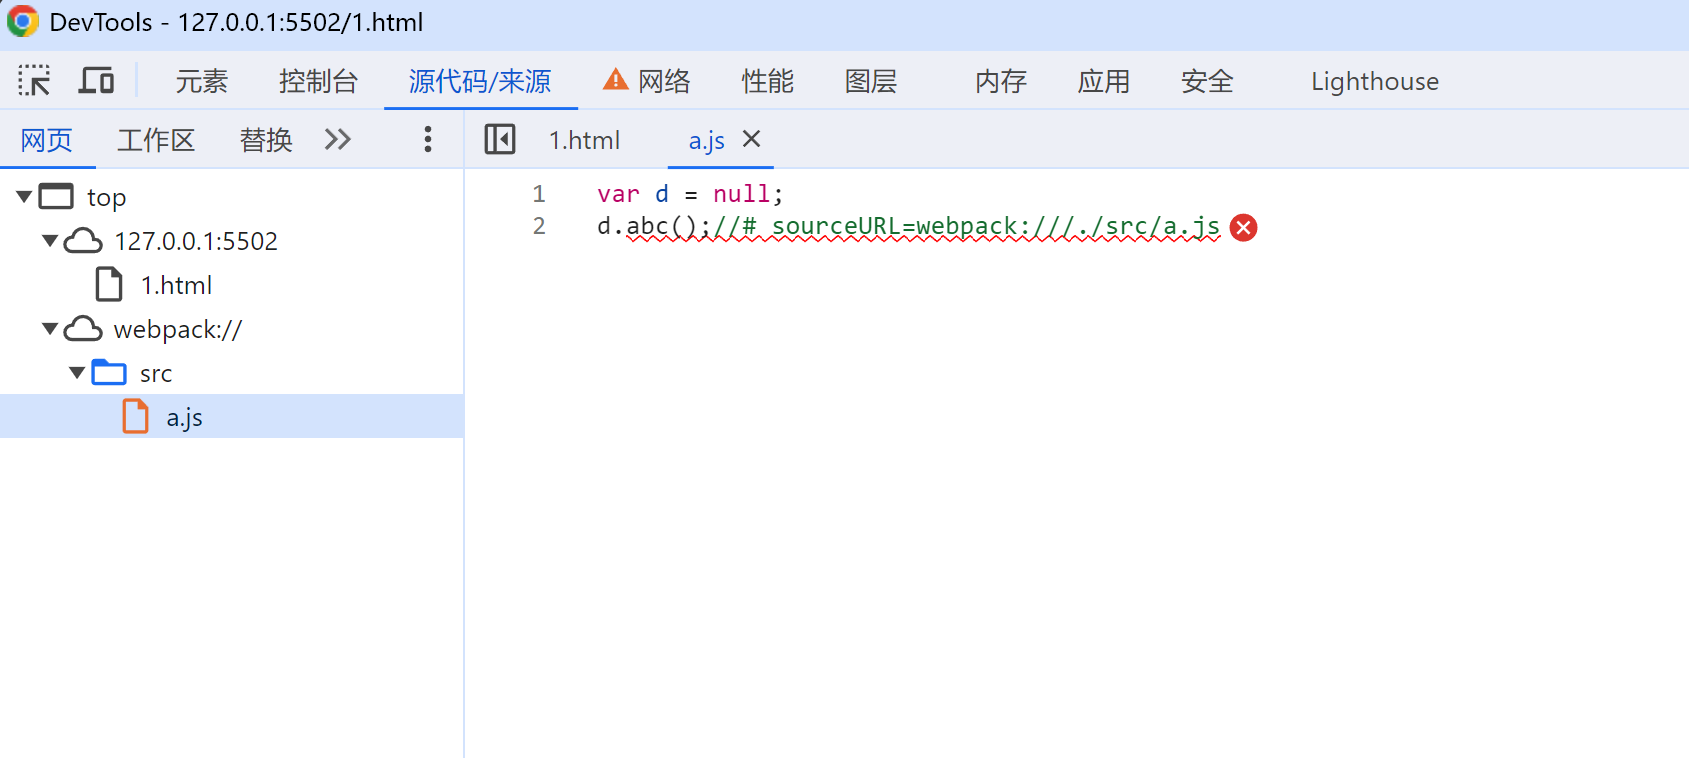 DevTools - 127.0.0.1:5502/1.html
元素 控制台 源代码/来源 网络 性能 图层 内存 应用 安全 Lighthouse
网页 工作区 替换 1.html a.js
top
127.0.0.1:5502
1.html
webpack://
src
a.js
1 var d = null;
2 d.abc();//# sourceURL=webpack:///./src/a.js